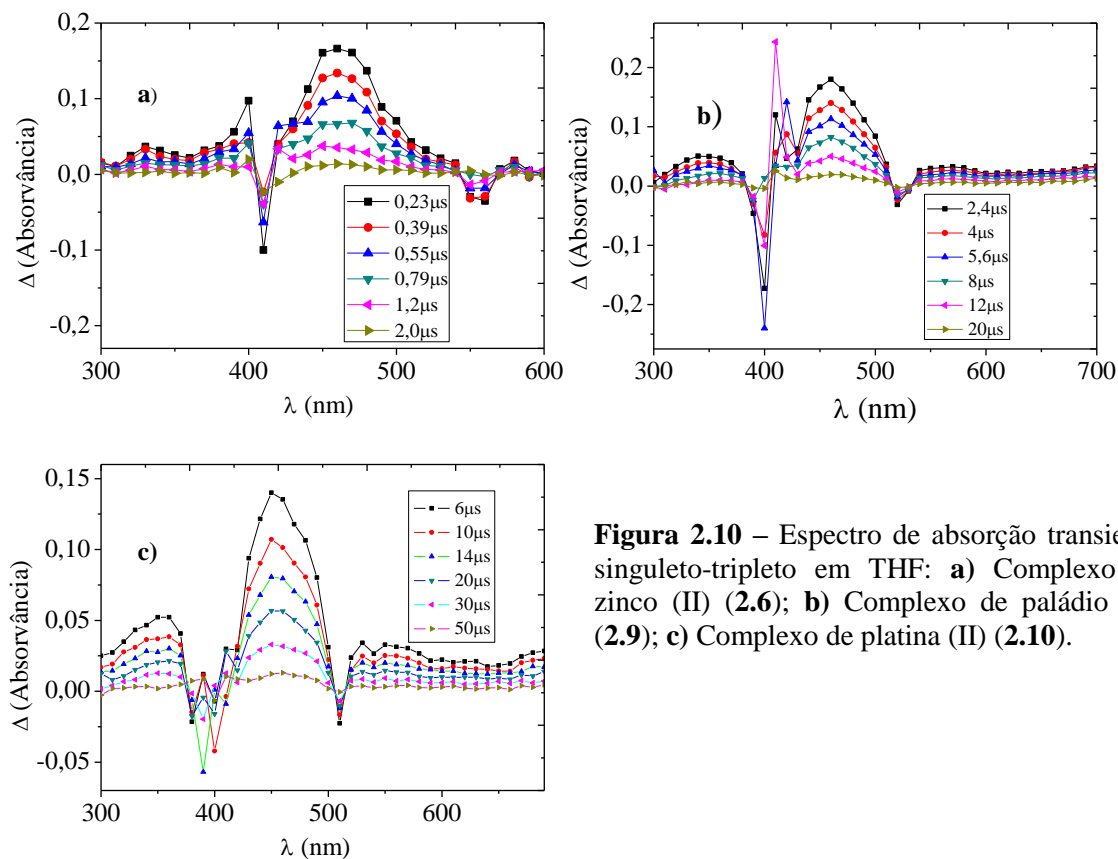 0,2
0,1
0,0
-0,1
-0,2
Δ (Absorvância)
a)
0,23μs
0,39μs
0,55μs
0,79μs
1,2μs
2,0μs
300 400 500 600
λ (nm)
0,2
0,1
0,0
-0,1
-0,2
Δ (Absorvância)
b)
2,4μs
4μs
5,6μs
8μs
12μs
20μs
300 400 500 600 700
λ (nm)
0,15
0,10
0,05
0,00
-0,05
Δ (Absorvância)
c)
6μs
10μs
14μs
20μs
30μs
50μs
300 400 500 600
λ (nm)
Figura 2.10 – Espectro de absorção
singuleto-tripleto em THF: a) Complexo
zinco (II) (2.6); b) Complexo de paládio
(2.9); c) Complexo de platina (II) (2.10).